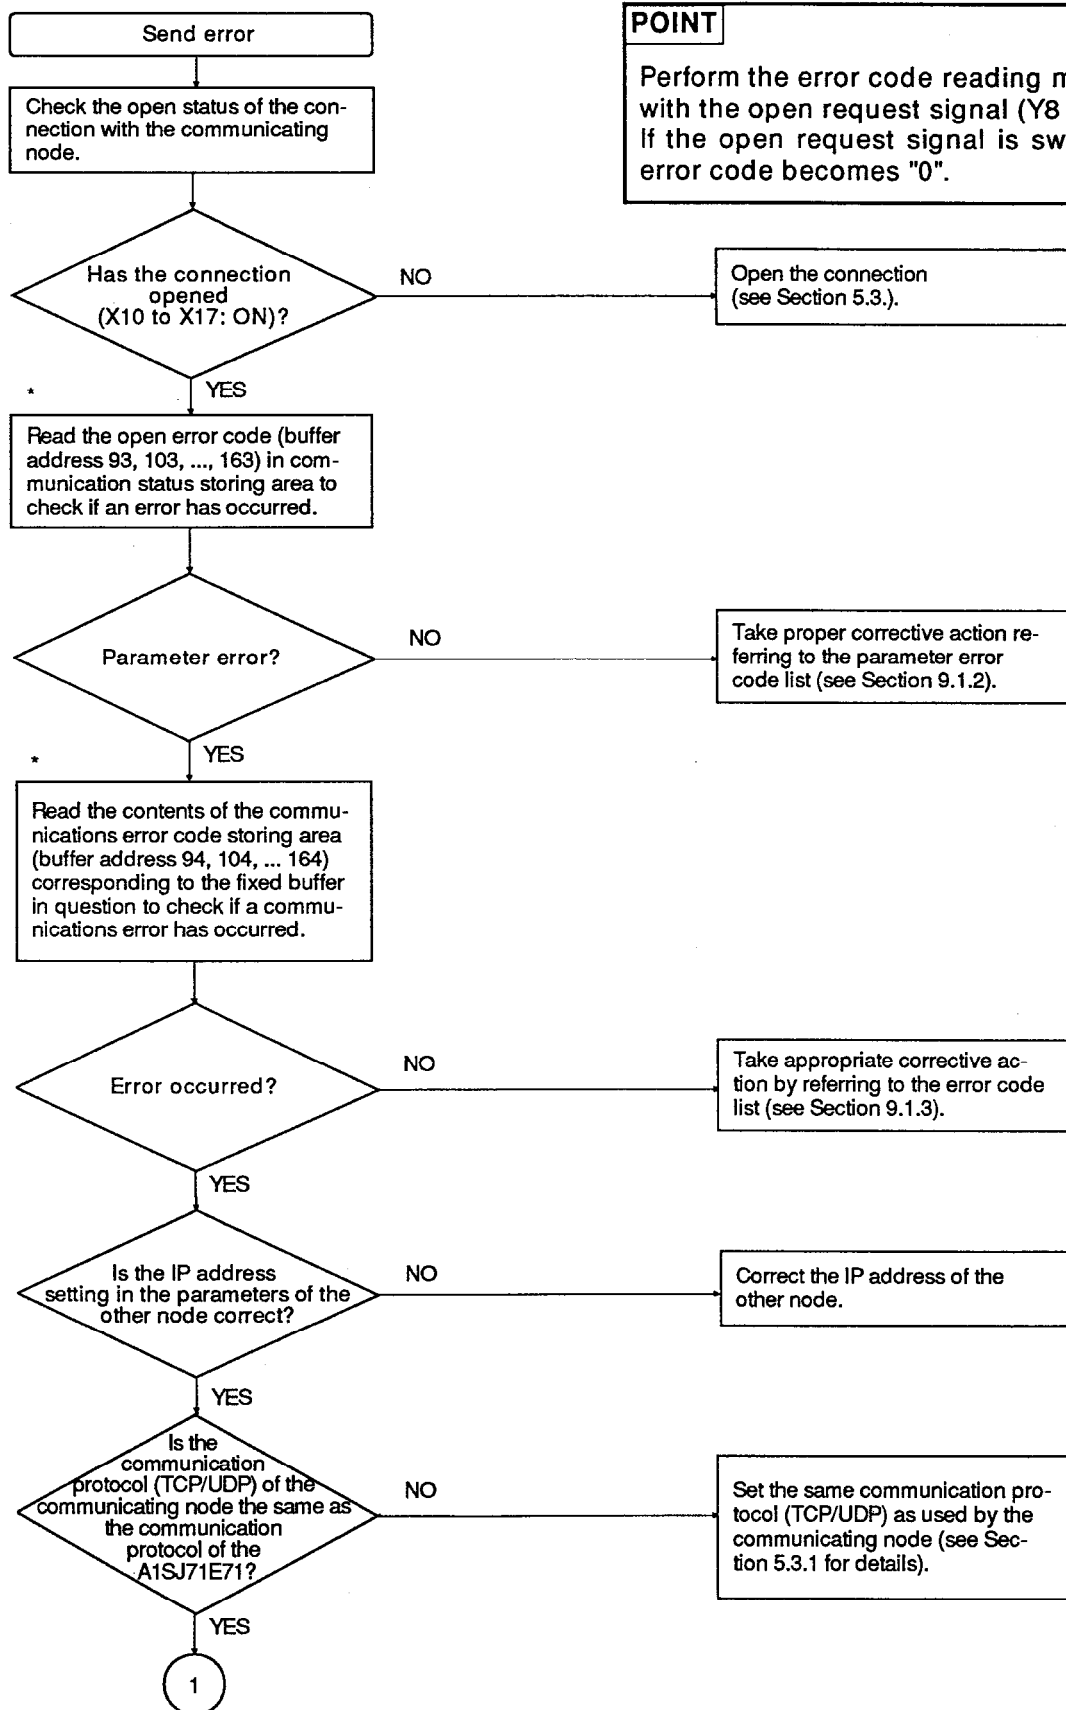 Send error
POINT
Perform the error code reading
with the open request signal (Y8
If the open request signal is
error code becomes "0".
Check the open status of the con-
nection with the communicating
node.
Has the connection
opened
(X10 to X17: ON)?
NO
Open the connection
(see Section 5.3.).
YES
*
Read the open error code (buffer
address 93, 103, ..., 163) in com-
munication status storing area to
check if an error has occurred.
Parameter error?
NO
Take proper corrective action re-
ferring to the parameter error
code list (see Section 9.1.2).
YES
*
Read the contents of the commu-
nications error code storing area
(buffer address 94, 104, ... 164)
corresponding to the fixed buffer
in question to check if a commu-
nications error has occurred.
Error occurred?
NO
Take appropriate corrective ac-
tion by referring to the error code
list (see Section 9.1.3).
YES
Is the IP address
setting in the parameters of the
other node correct?
NO
Correct the IP address of the
other node.
YES
Is the
communication
protocol (TCP/UDP) of the
communicating node the same as
the communication
protocol of the
A1SJ71E71?
NO
Set the same communication pro-
tocol (TCP/UDP) as used by the
communicating node (see Sec-
tion 5.3.1 for details).
YES
1